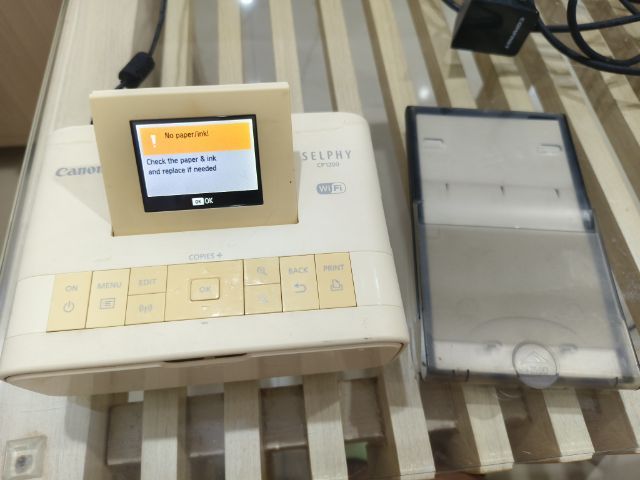 No paper/ink!
Check the paper & ink
and replace if needed
OK OK
Canon
SELPHY
CP1200
Wi Fi
COPIES +
ON
MENU
EDIT
OK
BACK
PRINT